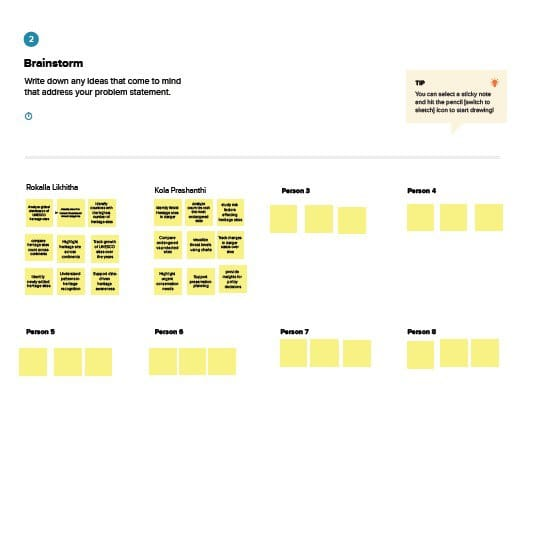 2
Brainstorm
Write down any ideas that come to mind
that address your problem statement.
TIP
You can select a sticky note
and hit the pencil [switch to
sketch] icon to start drawing!
Rokalla Likhitha
Kola Prashanthi
Person 3
Person 4
Analyze global
distribution of
UNESCO
heritage sites
Identify
countries with
the highest
number of
heritage sites
Identify World
Heritage sites
in danger
Analyze
countries with
the most
endangered
sites
Study risk
factors
affecting
heritage sites
Compare
heritage sites
count across
continents
Highlight
heritage site
across
continents
Track growth
of UNESCO
sites over
the years
Compare
endangered
vs protected
sites
Visualize
threat levels
using charts
Track changes
in danger
status over
time
Identify
newly added
heritage sites
Understand
patterns in
heritage
recognition
Support data-
driven
heritage
awareness
Highlight
urgent
conservation
needs
Support
preservation
planning
provide
insights for
policy
decisions
Person 5
Person 6
Person 7
Person 8